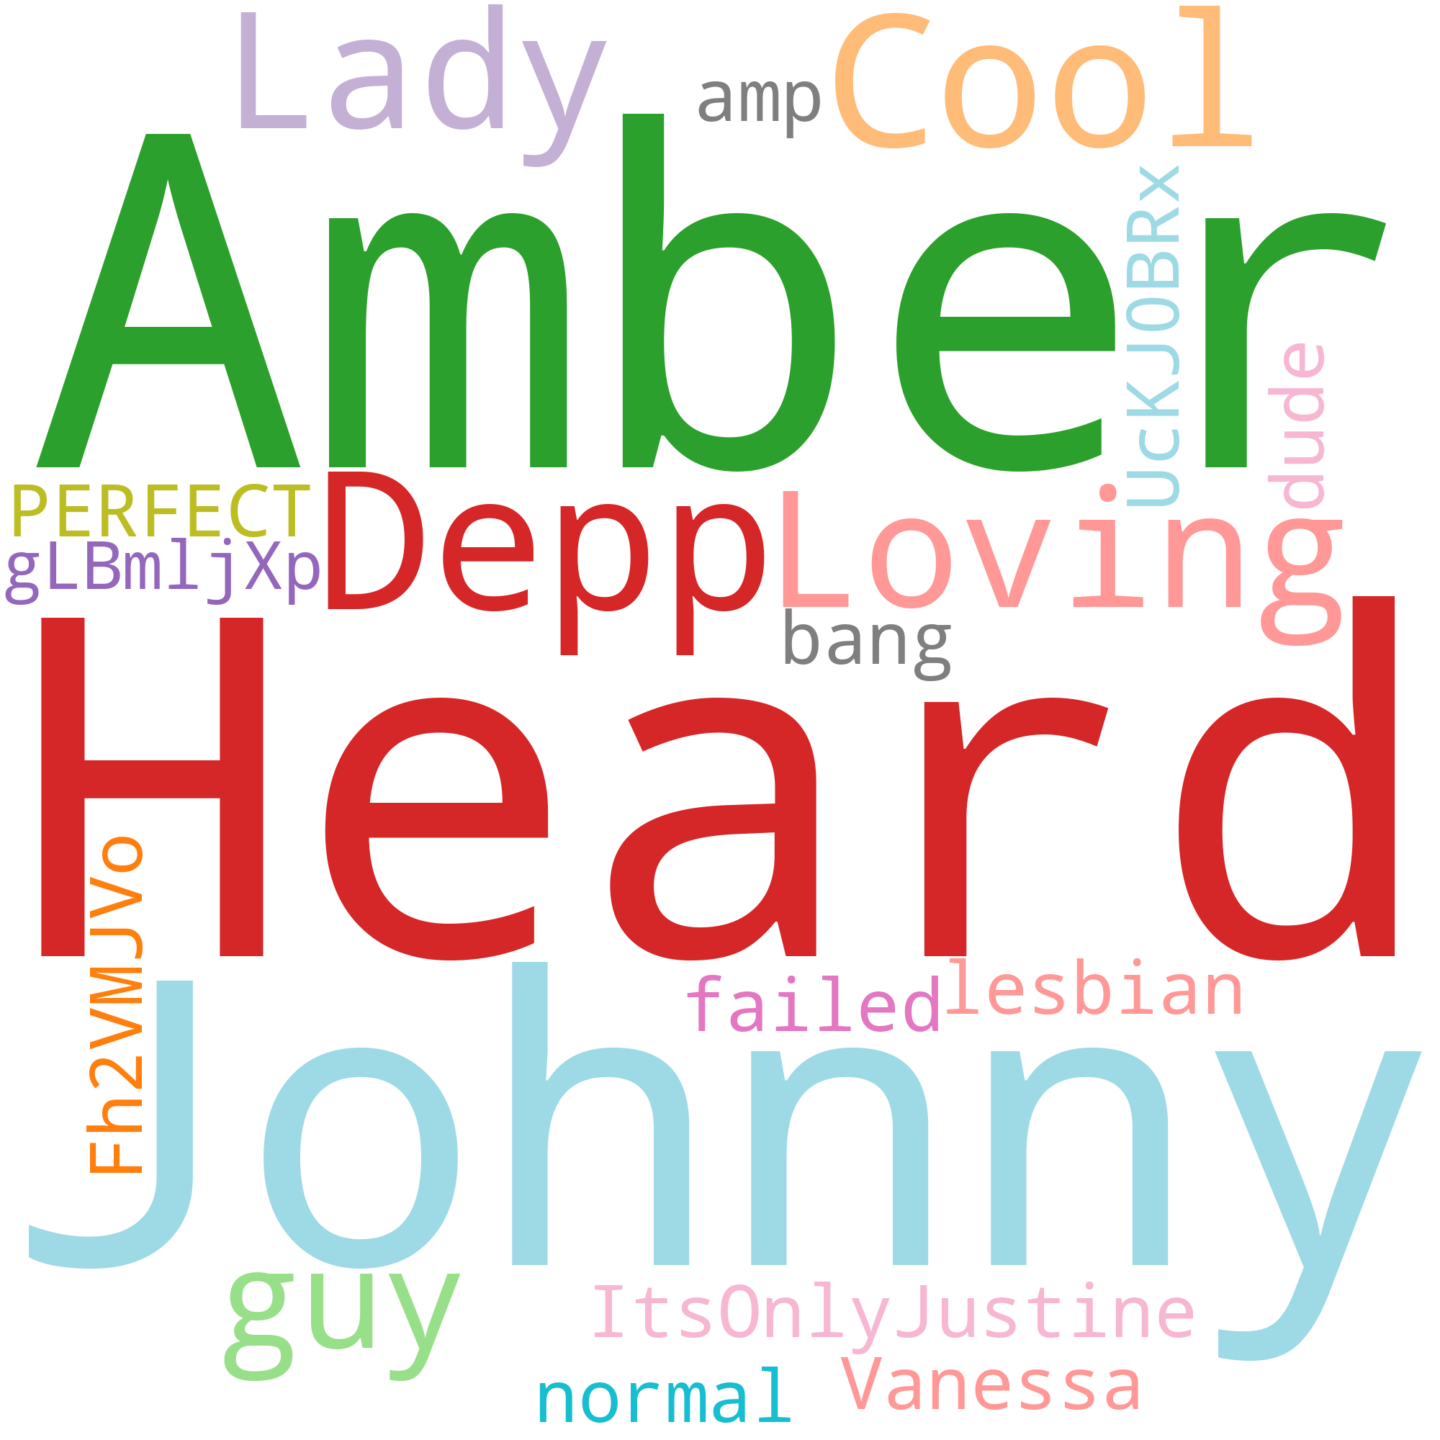 Lady
amp
Cool
Amber
UcKJ0BRx
dude
PERFECT
Depp
Loving
gLBmljXp
bang
Heard
Fh2VMJVo
failed
lesbian
Johnny
guy
ItsOnlyJustine
normal
Vanessa